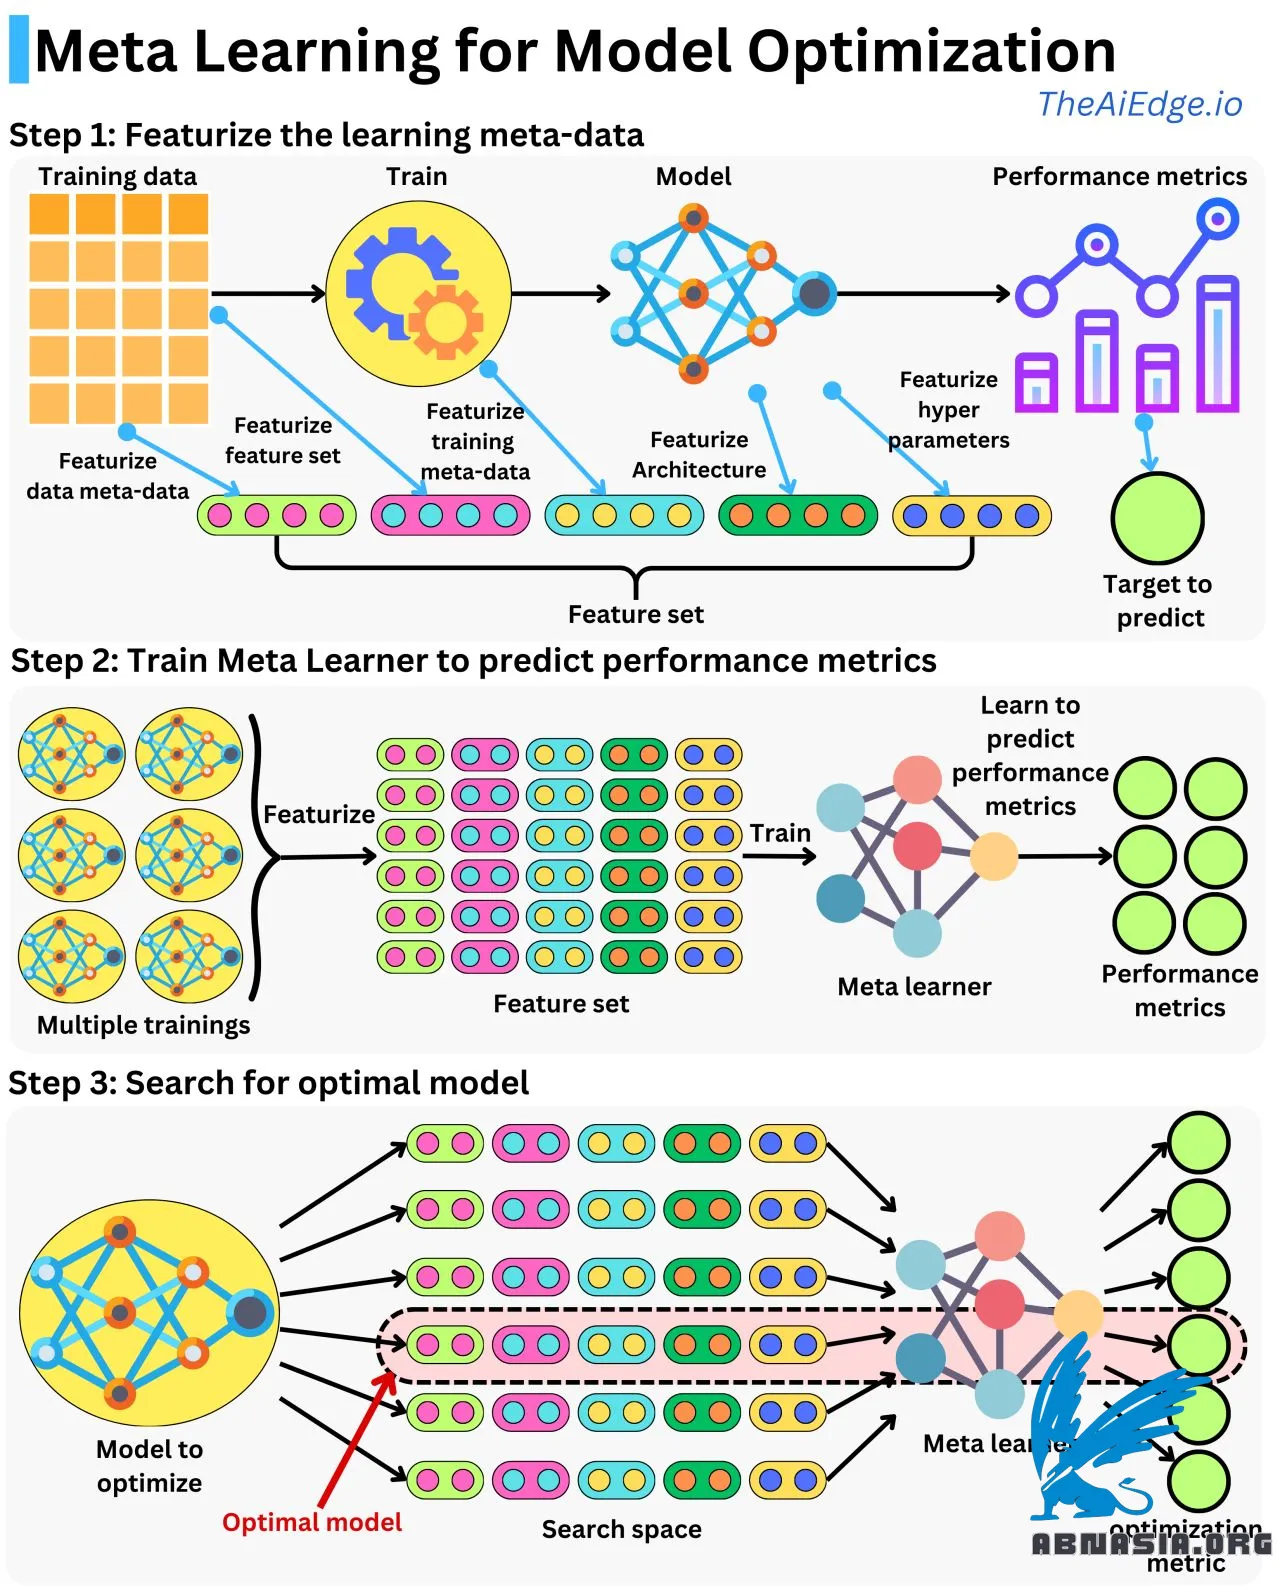 Meta Learning for Model Optimization
TheAiEdge.io
Step 1: Featurize the learning meta-data
Training data
Train
Model
Performance metrics
Featurize
data meta-data
Featurize
feature set
Featurize
training
meta-data
Featurize
Architecture
Featurize
hyper
parameters
Feature set
Target to
predict
Step 2: Train Meta Learner to predict performance metrics
Multiple trainings
Featurize
Feature set
Train
Meta learner
Learn to
predict
performance
metrics
Performance
metrics
Step 3: Search for optimal model
Model to
optimize
Optimal model
Search space
Meta learner
optimization
metric
ABNASIA.ORG